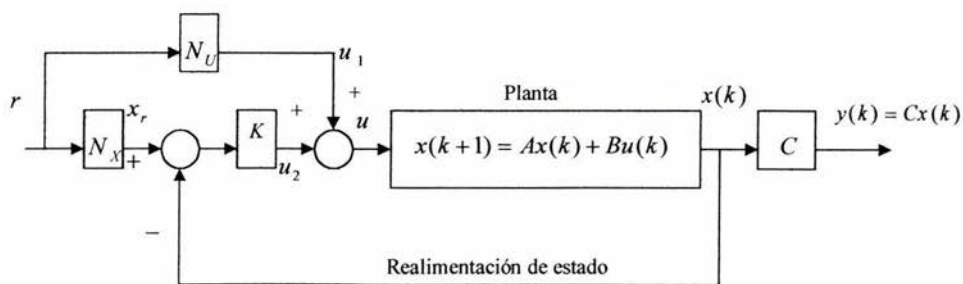 N_U
u_1
r
x_r
+
N_X
+
−
K
+
u_2
+
u
Planta
x(k+1) = Ax(k) + Bu(k)
x(k)
C
y(k) = Cx(k)
Realimentación de estado